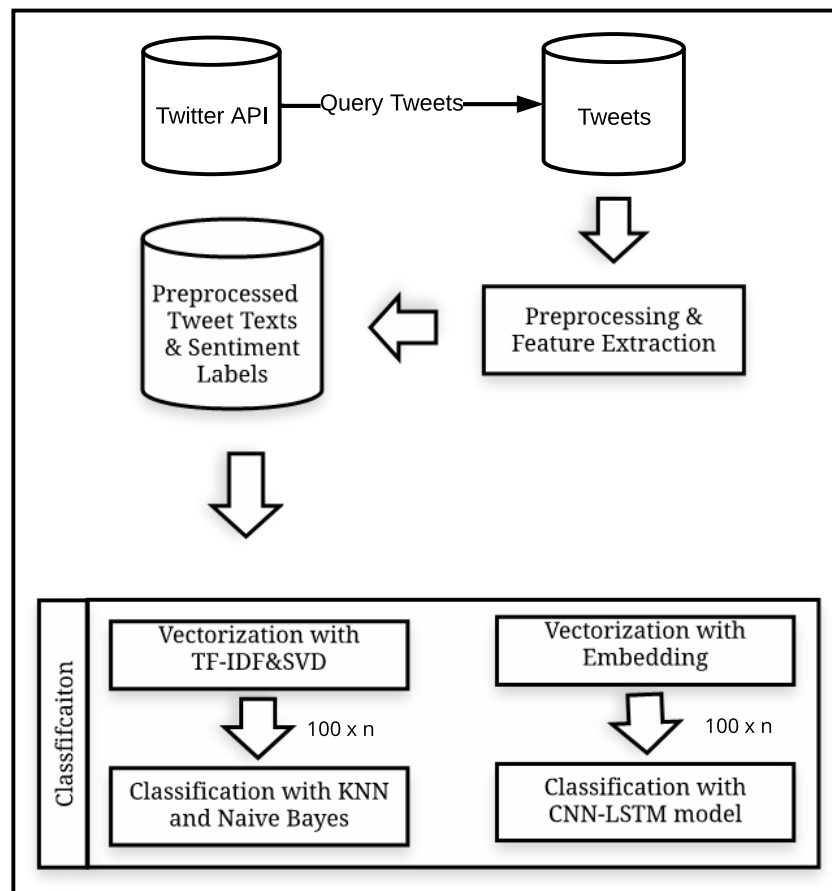 Twitter API
Query Tweets
Tweets
Preprocessing &
Feature Extraction
Preprocessed
Tweet Texts
& Sentiment
Labels
Classfifcaiton
Vectorization with
TF-IDF&SVD
100 x n
Classification with KNN
and Naive Bayes
Vectorization with
Embedding
100 x n
Classification with
CNN-LSTM model